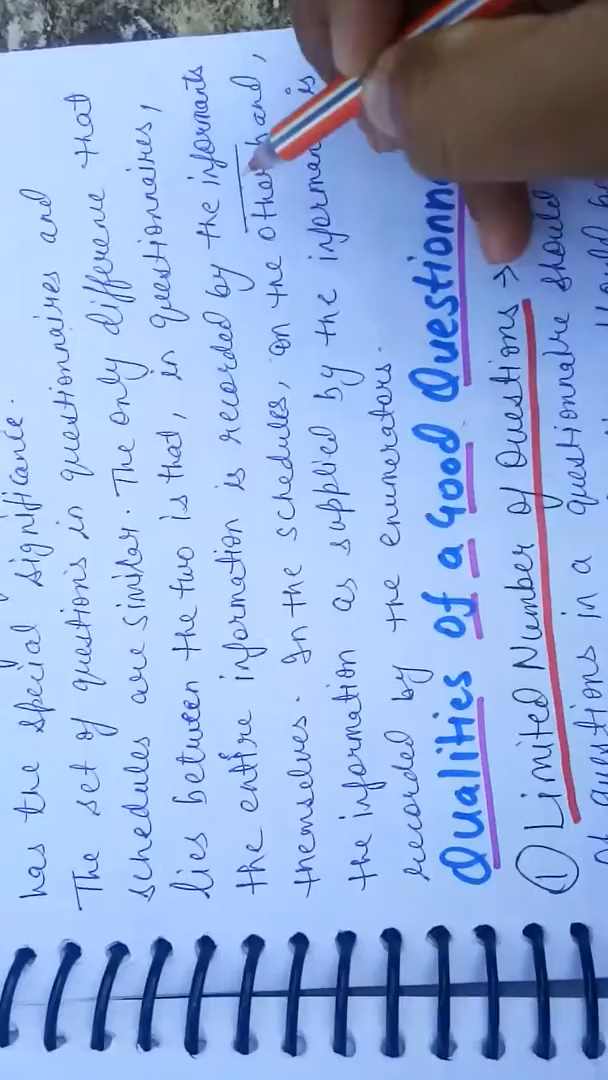 has the special significance.
The set of questions in questionnaires and
schedules are similar. The only difference that
lies between the two is that, in questionnaires,
the entire information is recorded by the informants
themselves. In the schedules, on the other hand,
the information as supplied by the informan is
recorded by the enumerators.
Qualities of a Good Questionn
① Limited Number of Questions →
questionnaire should
of questions in a